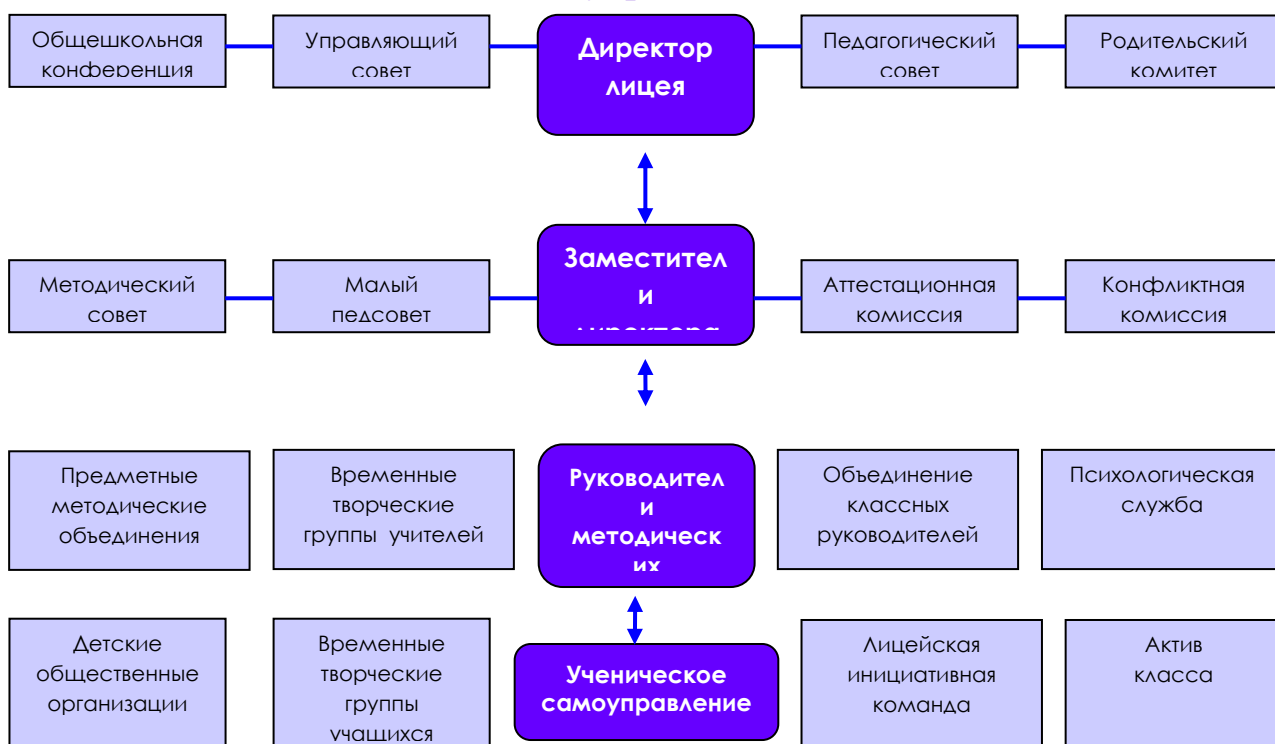 Общешкольная
конференция
Управляющий
совет
Директор
лицея
Педагогический
совет
Родительский
комитет
Методический
совет
Малый
педсовет
Заместител
и
директора
Аттестационная
комиссия
Конфликтная
комиссия
Предметные
методические
объединения
Временные
творческие
группы учителей
Руководител
и
методическ
их
Объединение
классных
руководителей
Психологическая
служба
Детские
общественные
организации
Временные
творческие
группы
учащихся
Ученическое
самоуправление
Лицейская
инициативная
команда
Актив
класса